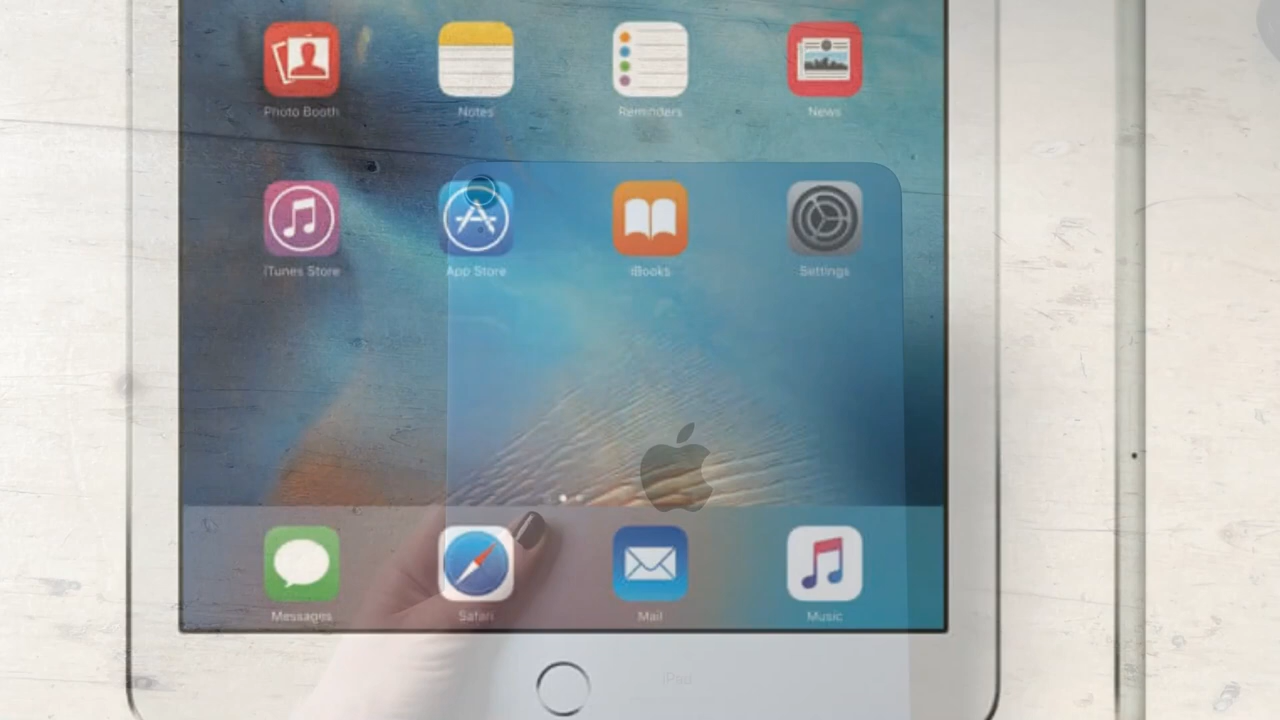 Photo Booth
Notes
Reminders
News
iTunes Store
App Store
iBooks
Settings
Messages
Safari
Mail
Music
iPad